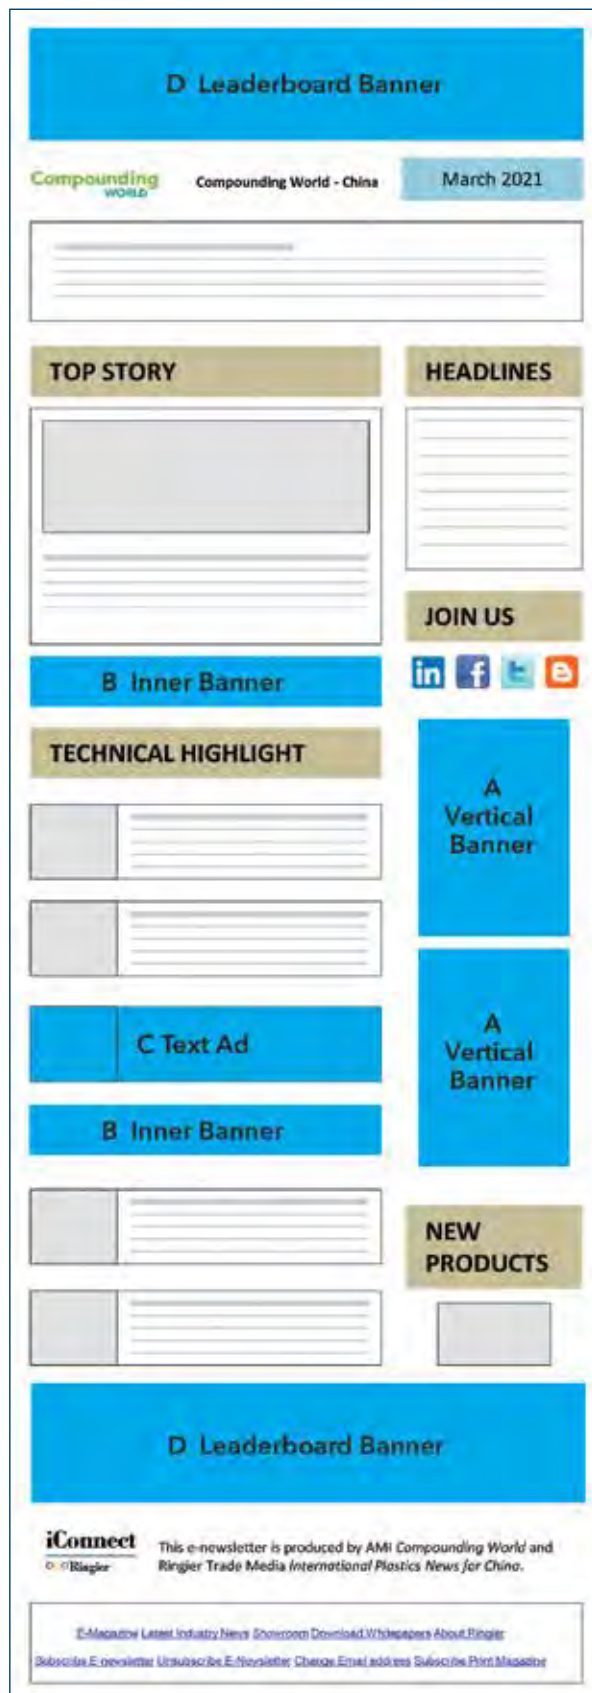 D Leaderboard Banner
Compounding
WORLD
Compounding World - China
March 2021
TOP STORY
HEADLINES
JOIN US
in f t
B Inner Banner
TECHNICAL HIGHLIGHT
A
Vertical
Banner
C Text Ad
A
Vertical
Banner
B Inner Banner
NEW
PRODUCTS
D Leaderboard Banner
iConnect
Ringier
This e-newsletter is produced by AMI Compounding World and
Ringier Trade Media International Plastics News for China.
E-Magazine Latest Industry News Showroom Download Whitepapers About Ringier
Subscribe E-newsletter Unsubscribe E-Newsletter Change Email address Subscribe Print Magazine